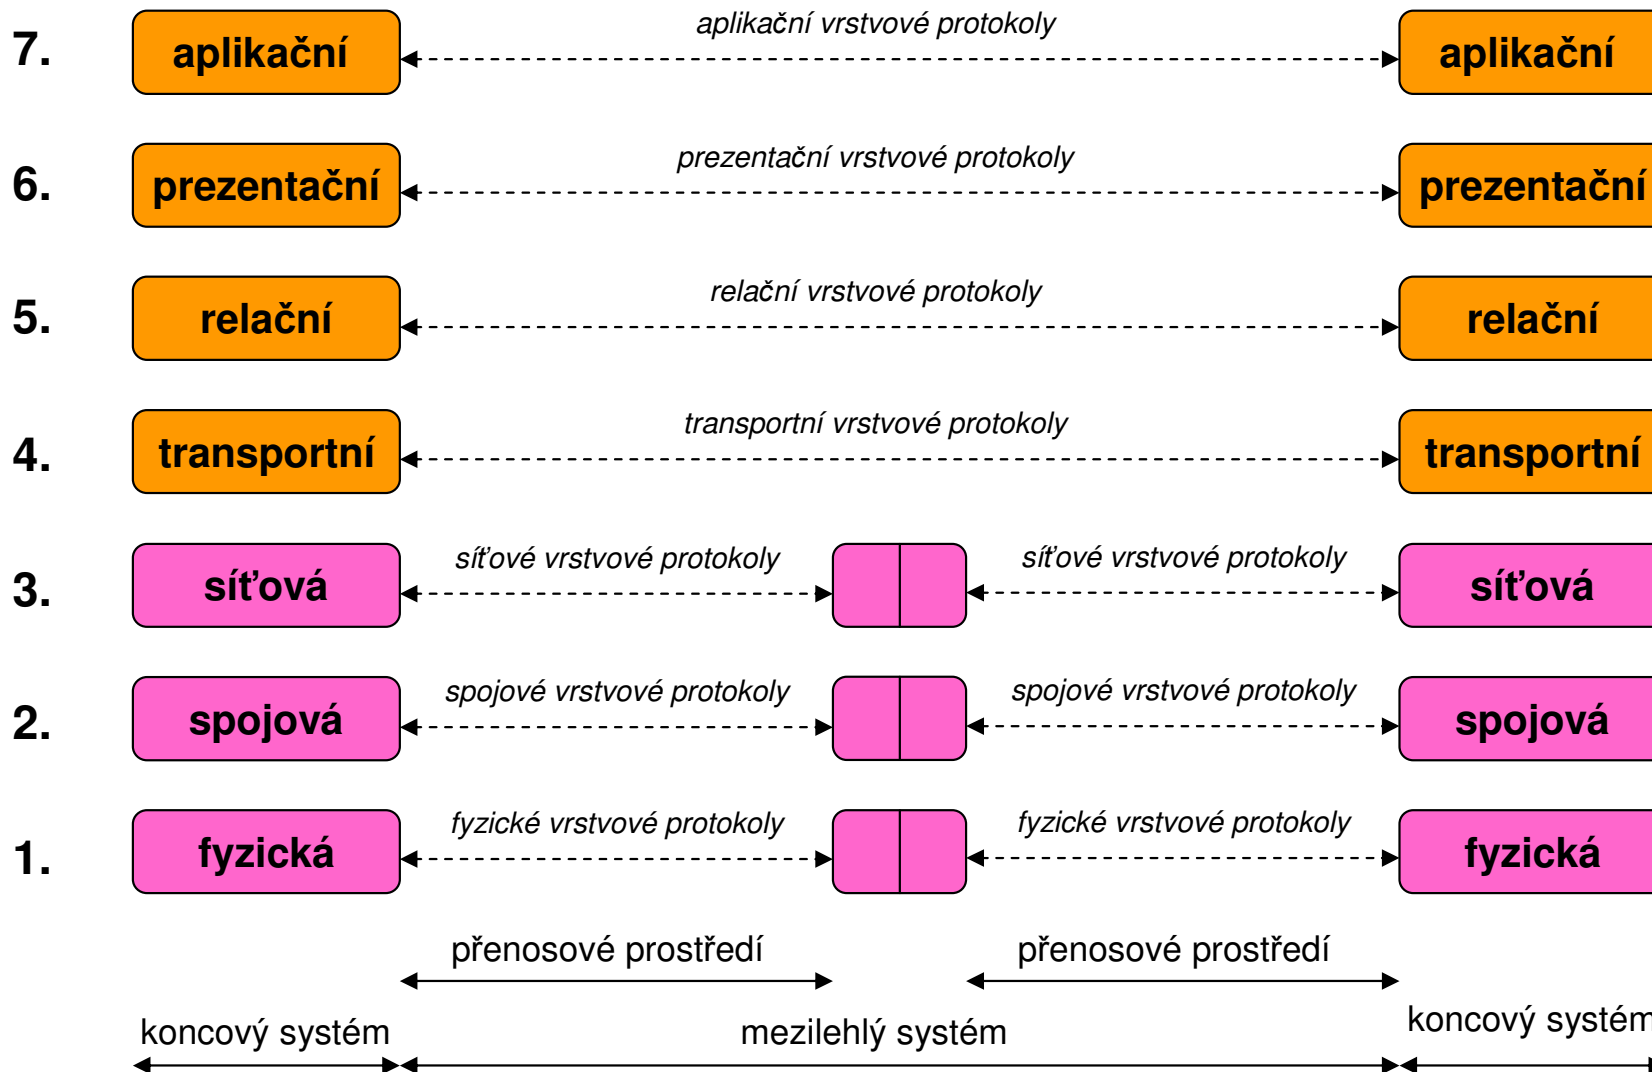 aplikační vrstvové protokoly
7. aplikační aplikační
prezentační vrstvové protokoly
6. prezentační prezentační
relační vrstvové protokoly
5. relační relační
transportní vrstvové protokoly
4. transportní transportní
síťové vrstvové protokoly síťové vrstvové protokoly
3. síťová síťová
spojové vrstvové protokoly spojové vrstvové protokoly
2. spojová spojová
fyzické vrstvové protokoly fyzické vrstvové protokoly
1. fyzická fyzická
přenosové prostředí přenosové prostředí
koncový systém mezilehlý systém koncový systém